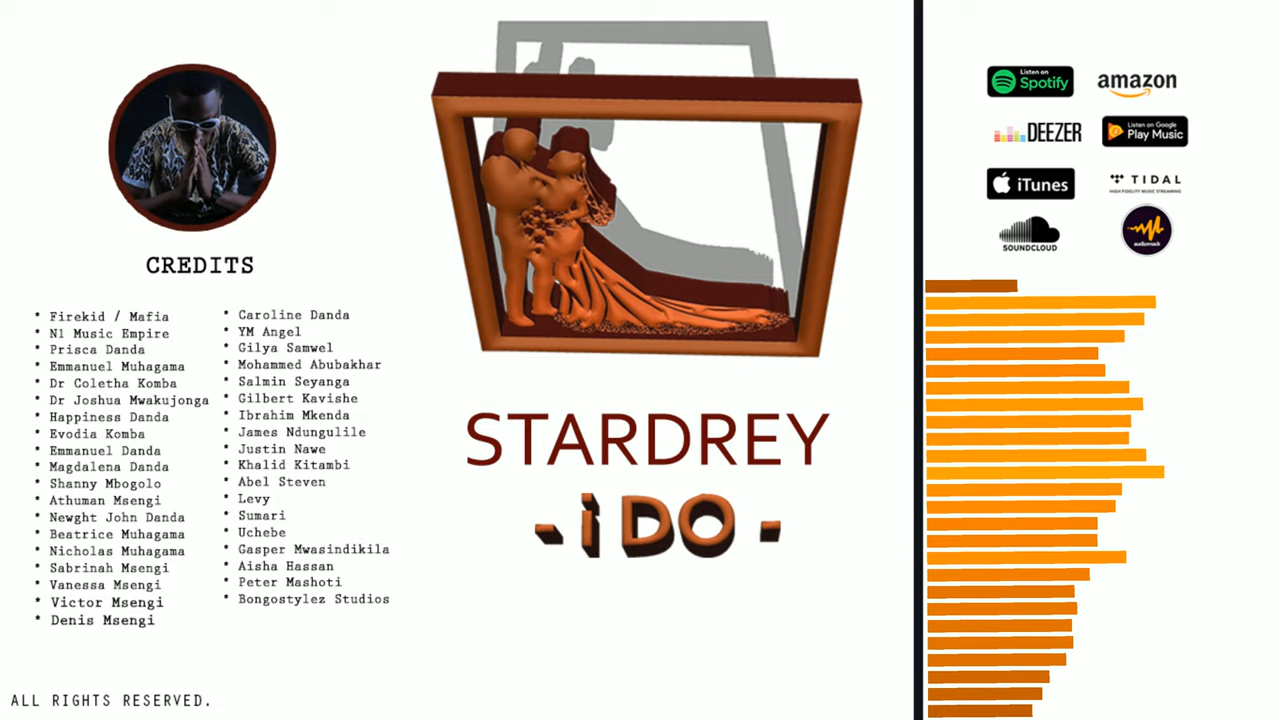 CREDITS
* Firekid / Mafia
* N1 Music Empire
* Prisca Danda
* Emmanuel Muhagama
* Dr Coletha Komba
* Dr Joshua Mwakujonga
* Happiness Danda
* Evodia Komba
* Emmanuel Danda
* Magdalena Danda
* Shanny Mbogolo
* Athuman Msengi
* Newght John Danda
* Beatrice Muhagama
* Nicholas Muhagama
* Sabrinah Msengi
* Vanessa Msengi
* Victor Msengi
* Denis Msengi
* Caroline Danda
* YM Angel
* Gilya Samwel
* Mohammed Abubakhar
* Salmin Seyanga
* Gilbert Kavishe
* Ibrahim Mkenda
* James Ndungulile
* Justin Nawe
* Khalid Kitambi
* Abel Steven
* Levy
* Sumari
* Uchebe
* Gasper Mwasindikila
* Aisha Hassan
* Peter Mashoti
* Bongostylez Studios
ALL RIGHTS RESERVED.
STARDREY
- i DO -
Listen on
Spotify
amazon
DEEZER
Listen on Google
Play Music
iTunes
TIDAL
HIGH FIDELITY MUSIC STREAMING
SOUNDCLOUD
audiomack